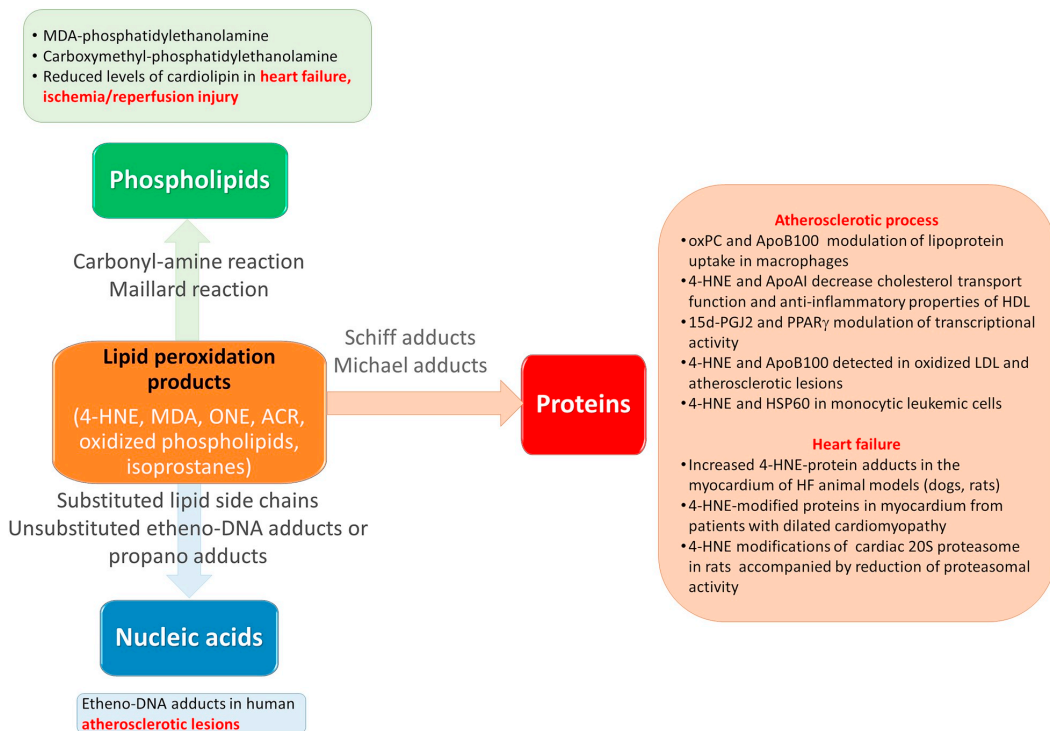 • MDA-phosphatidylethanolamine
• Carboxymethyl-phosphatidylethanolamine
• Reduced levels of cardiolipin in heart failure,
ischemia/reperfusion injury
Phospholipids
Carbonyl-amine reaction
Maillard reaction
Lipid peroxidation
products
(4-HNE, MDA, ONE, ACR,
oxidized phospholipids,
isoprostanes)
Schiff adducts
Michael adducts
Proteins
Atherosclerotic process
•oxPC and ApoB100 modulation of lipoprotein
uptake in macrophages
•4-HNE and ApoAI decrease cholesterol transport
function and anti-inflammatory properties of HDL
•15d-PGJ2 and PPARγ modulation of transcriptional
activity
•4-HNE and ApoB100 detected in oxidized LDL and
atherosclerotic lesions
•4-HNE and HSP60 in monocytic leukemic cells
Heart failure
•Increased 4-HNE-protein adducts in the
myocardium of HF animal models (dogs, rats)
•4-HNE-modified proteins in myocardium from
patients with dilated cardiomyopathy
•4-HNE modifications of cardiac 20S proteasome
in rats accompanied by reduction of proteasomal
activity
Substituted lipid side chains
Unsubstituted etheno-DNA adducts or
propano adducts
Nucleic acids
Etheno-DNA adducts in human
atherosclerotic lesions